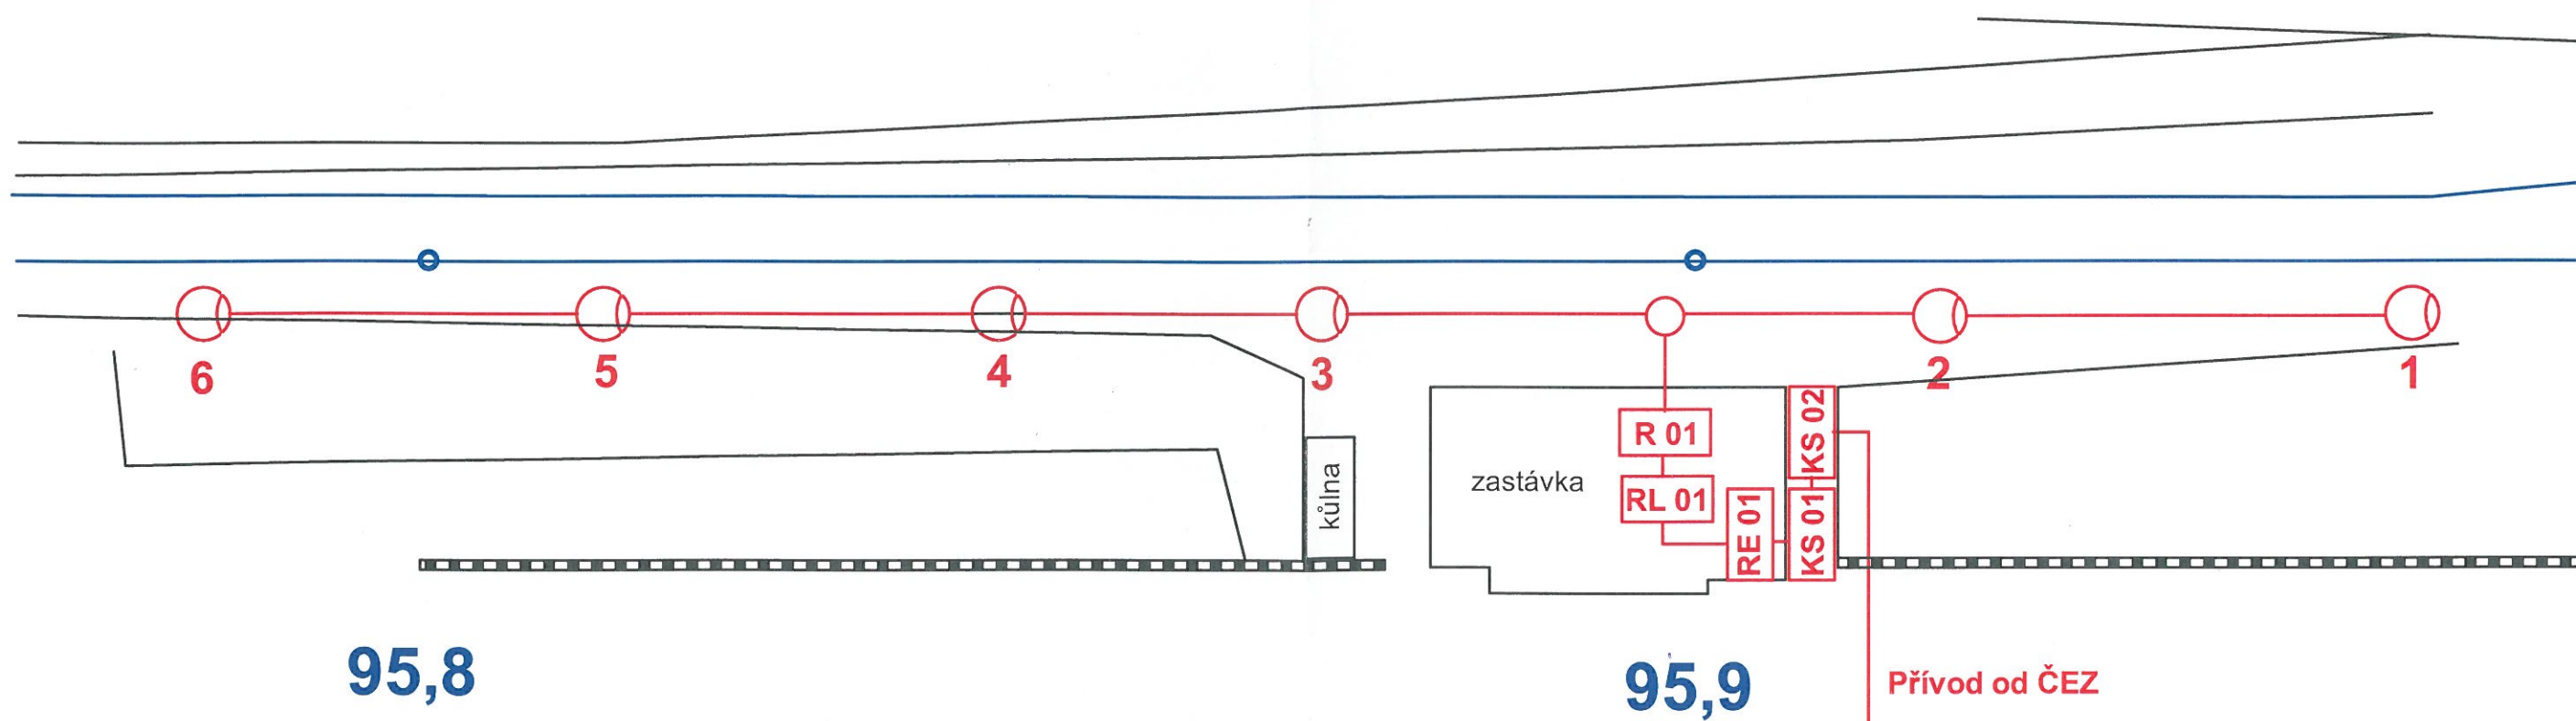 6
5
4
3
2
1
R 01
KS 02
zastávka
RL 01
kůlna
RE 01
KS 01
95,8
95,9
Přívod od ČEZ